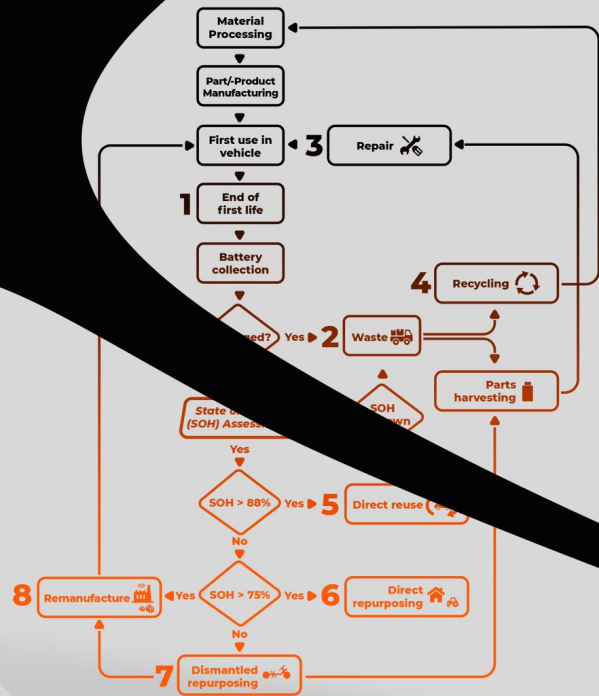 Material
Processing
Part/-Product
Manufacturing
First use in
vehicle
3
Repair
1
End of
first life
Battery
collection
4
Recycling
Yes
2
Waste
Parts
harvesting
State
(SOH)
SOH
Yes
SOH > 88%
Yes
5
Direct reuse
No
8
Remanufacture
Yes
SOH > 75%
Yes
6
Direct
repurposing
No
7
Dismantled
repurposing